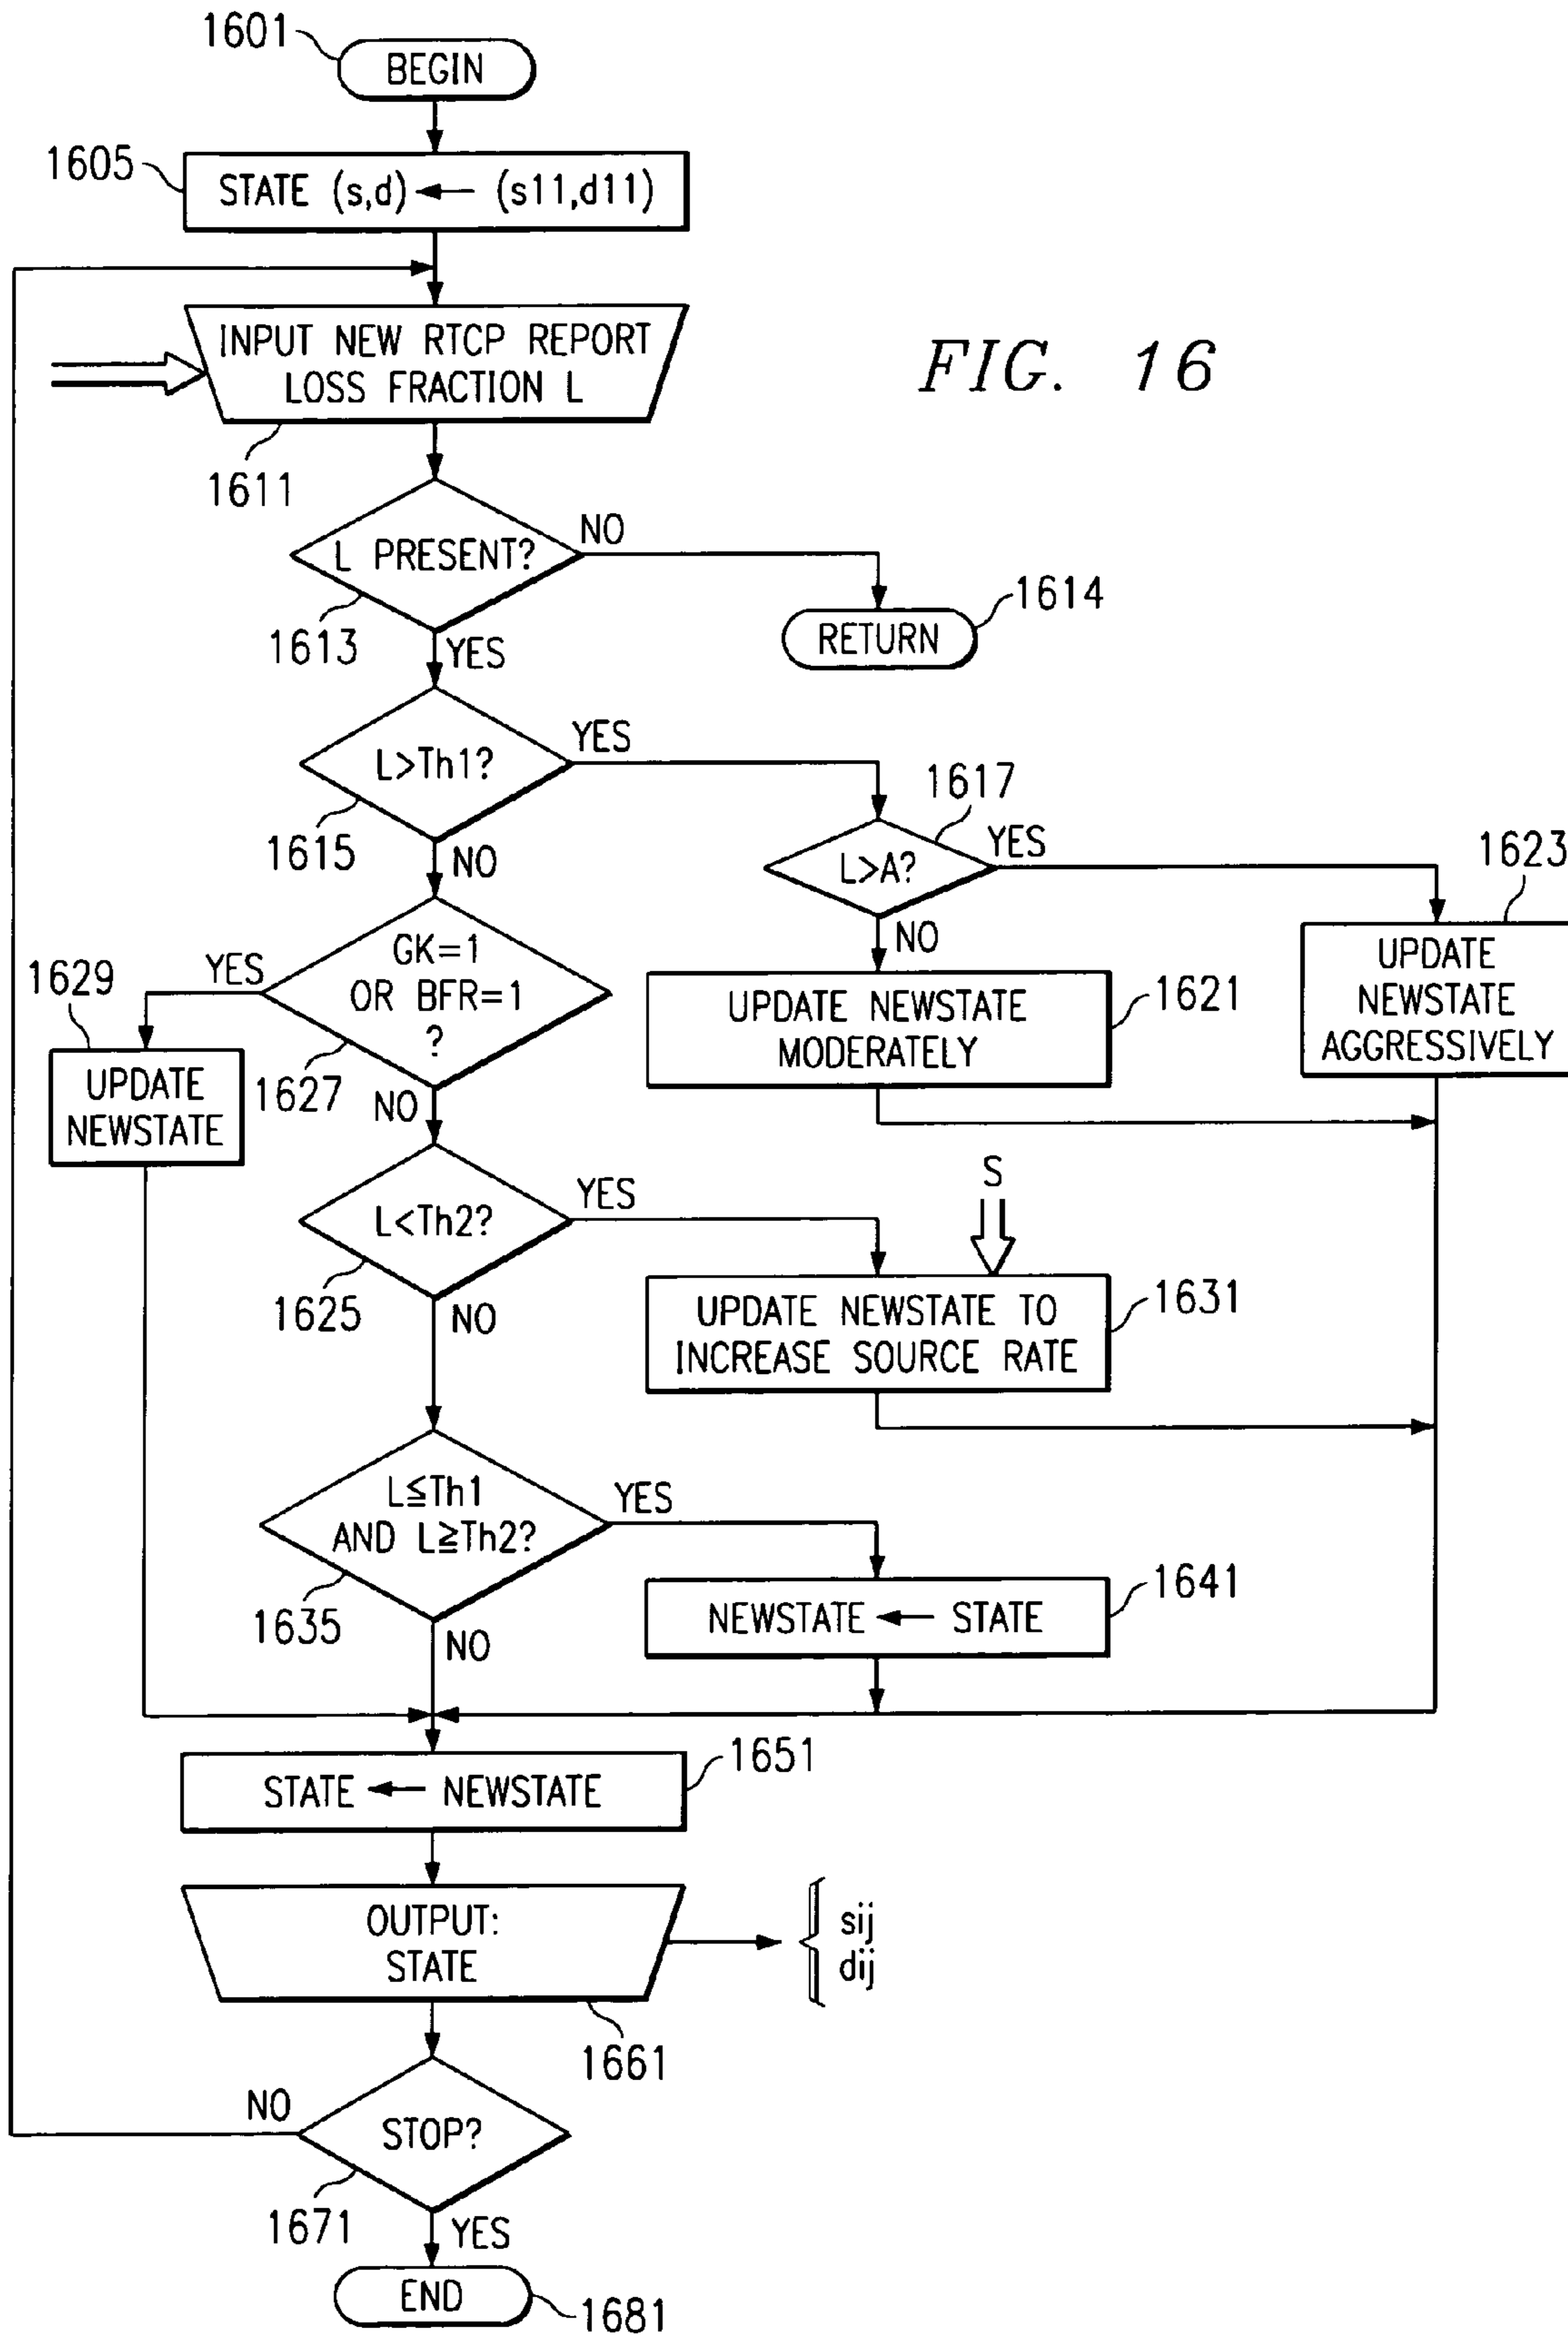 1601
BEGIN
1605
STATE (s,d) ← (s11,d11)
INPUT NEW RTCP REPORT
LOSS FRACTION L
FIG. 16
1611
L PRESENT?
NO
1613
YES
1614
RETURN
L>Th1?
YES
1615
NO
1617
L>A?
YES
NO
1623
UPDATE
NEWSTATE
AGGRESSIVELY
GK=1
OR BFR=1
?
YES
1627
NO
1629
UPDATE
NEWSTATE
UPDATE NEWSTATE
MODERATELY
1621
L<Th2?
YES
1625
NO
S
UPDATE NEWSTATE TO
INCREASE SOURCE RATE
1631
L≦Th1
AND L≧Th2?
YES
1635
NO
NEWSTATE ← STATE
1641
STATE ← NEWSTATE
1651
OUTPUT:
STATE
sij
dij
1661
NO
STOP?
1671
YES
END
1681